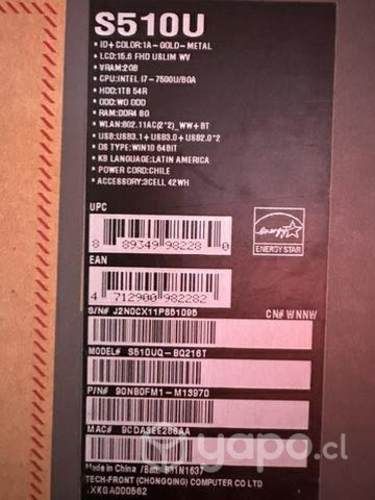 S510U
• ID+ COLOR:1A- GOLD- METAL
• LCD:15.6 FHD USLIM WV
• VRAM:2GB
• CPU:INTEL I7-7500U/BGA
• HDD:1TB 54R
• ODD:WO ODD
• RAM:DDR4 8G
• WLAN:802.11AC(2*2)_WW+BT
• USB:USB3.1+USB3.0+USB2.0*2
• OS TYPE:WIN10 64BIT
• KB LANGUAGE:LATIN AMERICA
• POWER CORD:CHILE
• ACCESSORY:3CELL 42WH
UPC
8 89349 98228 0
energy
ENERGY STAR
EAN
4 712900 982282
S/N# J2N0CX11P851095
CN# WNNW
MODEL# S510UQ-BQ216T
P/N# 90NB0FM1-M13970
MAC#
Made in China
TECH-FRONT (CHONGQING) COMPUTER CO LTD
yapo.cl